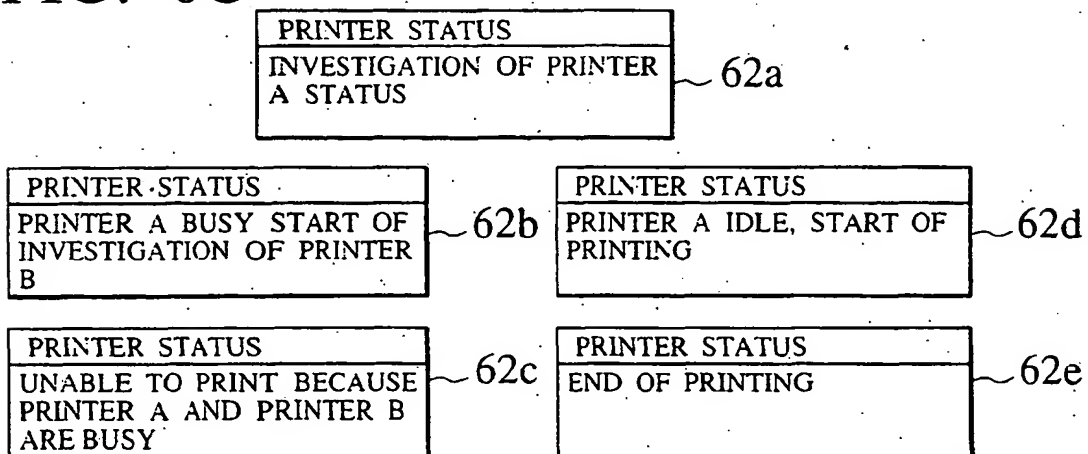 PRINTER STATUS
INVESTIGATION OF PRINTER
A STATUS
62a
PRINTER STATUS
PRINTER A BUSY START OF
INVESTIGATION OF PRINTER
B
62b
PRINTER STATUS
PRINTER A IDLE, START OF
PRINTING
62d
PRINTER STATUS
UNABLE TO PRINT BECAUSE
PRINTER A AND PRINTER B
ARE BUSY
62c
PRINTER STATUS
END OF PRINTING
62e